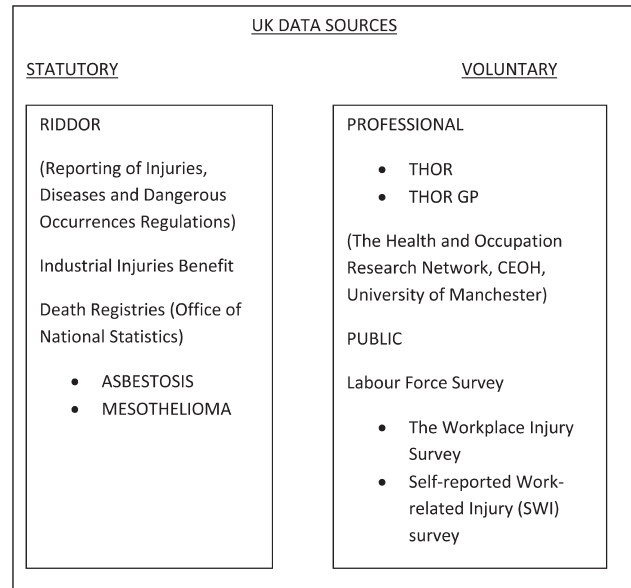 UK DATA SOURCES
STATUTORY
VOLUNTARY
RIDDOR
(Reporting of Injuries,
Diseases and Dangerous
Occurrences Regulations)
Industrial Injuries Benefit
Death Registries (Office of
National Statistics)
• ASBESTOSIS
• MESOTHELIOMA
PROFESSIONAL
• THOR
• THOR GP
(The Health and Occupation
Research Network, CEOH,
University of Manchester)
PUBLIC
Labour Force Survey
• The Workplace Injury
Survey
• Self-reported Work-
related Injury (SWI)
survey